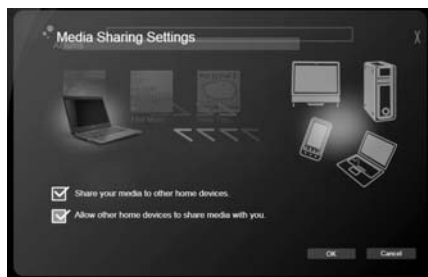 Media Sharing Settings
X
Share your media to other home devices.
Allow other home devices to share media with you.
OK
Cancel